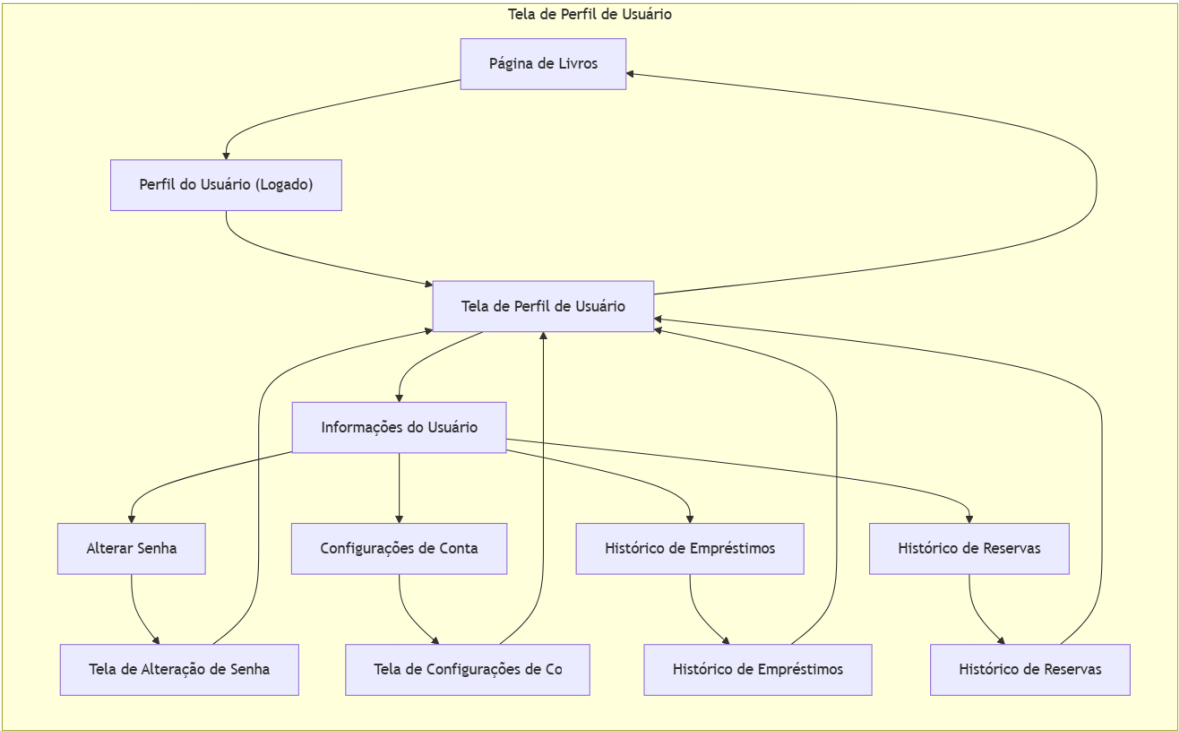 Tela de Perfil de Usuário
Página de Livros
Perfil do Usuário (Logado)
Tela de Perfil de Usuário
Informações do Usuário
Alterar Senha
Configurações de Conta
Histórico de Empréstimos
Histórico de Reservas
Tela de Alteração de Senha
Tela de Configurações de Co
Histórico de Empréstimos
Histórico de Reservas